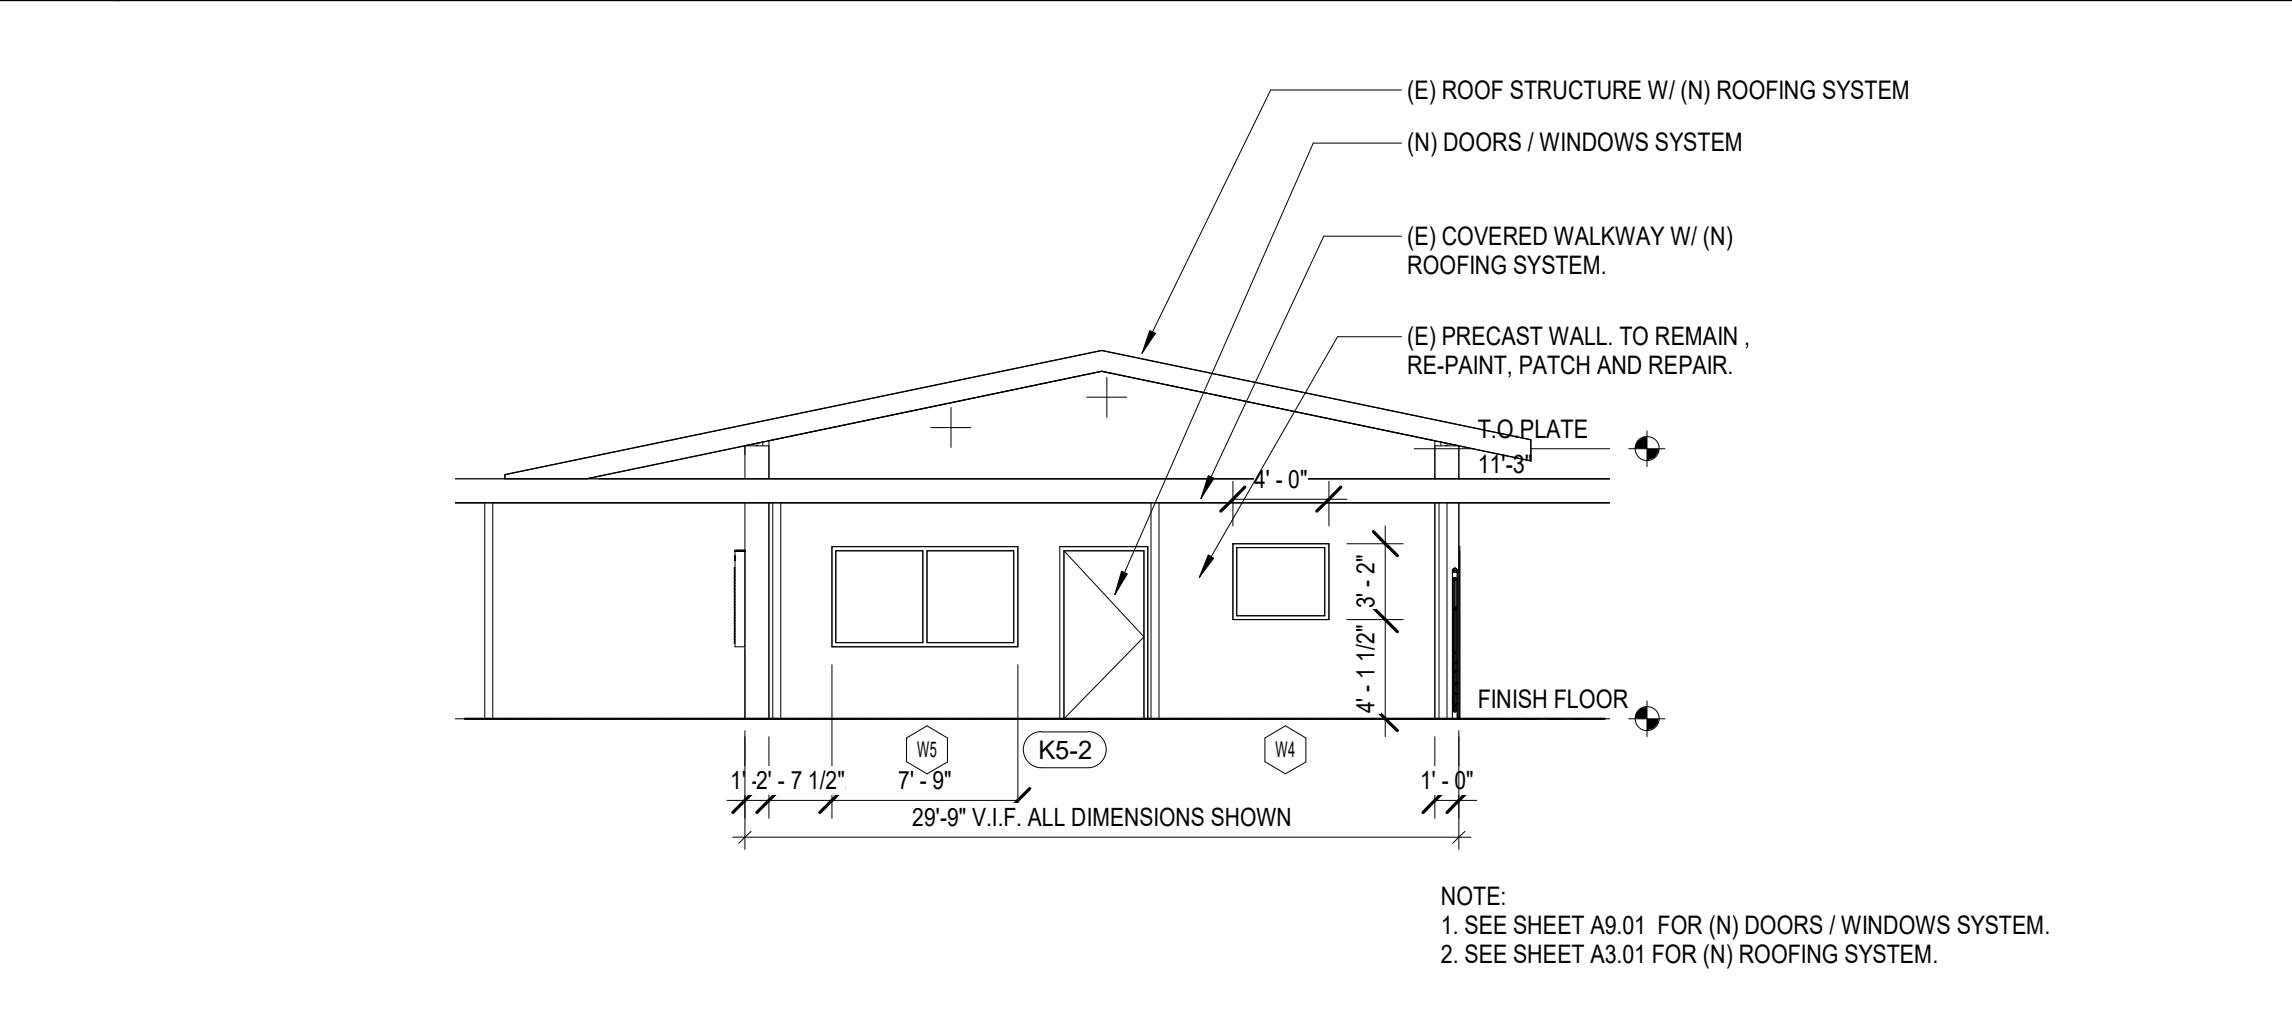 (E) ROOF STRUCTURE W/ (N) ROOFING SYSTEM
(N) DOORS / WINDOWS SYSTEM
(E) COVERED WALKWAY W/ (N)
ROOFING SYSTEM.
(E) PRECAST WALL. TO REMAIN ,
RE-PAINT, PATCH AND REPAIR.
T.O.PLATE
11'-3"
4' - 0"
3' - 2"
4' - 1 1/2"
FINISH FLOOR
W5
K5-2
W4
1' -
2' - 7 1/2"
7' - 9"
1' - 0"
29'-9" V.I.F. ALL DIMENSIONS SHOWN
NOTE:
1. SEE SHEET A9.01 FOR (N) DOORS / WINDOWS SYSTEM.
2. SEE SHEET A3.01 FOR (N) ROOFING SYSTEM.